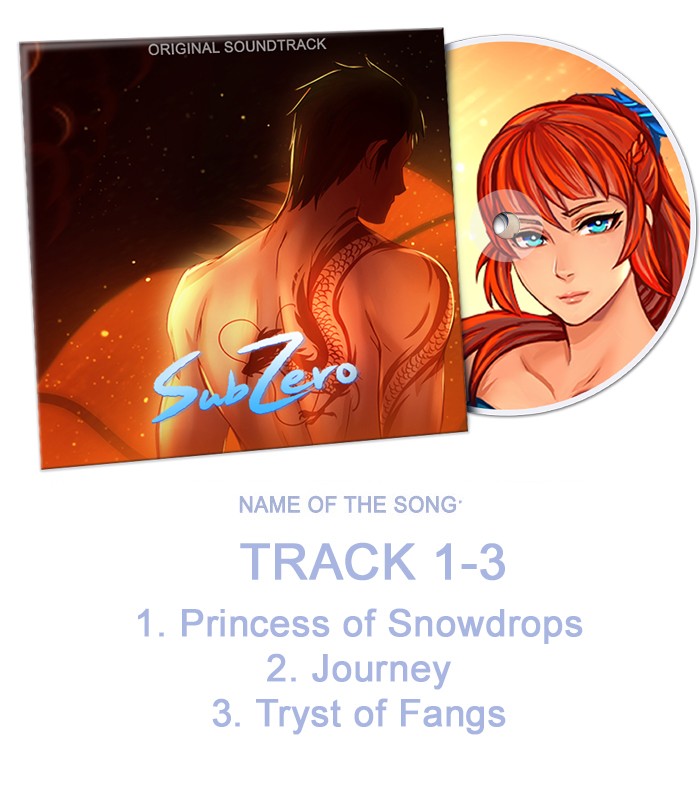 ORIGINAL SOUNDTRACK
SubZero
NAME OF THE SONG
TRACK 1-3
1. Princess of Snowdrops
2. Journey
3. Tryst of Fangs